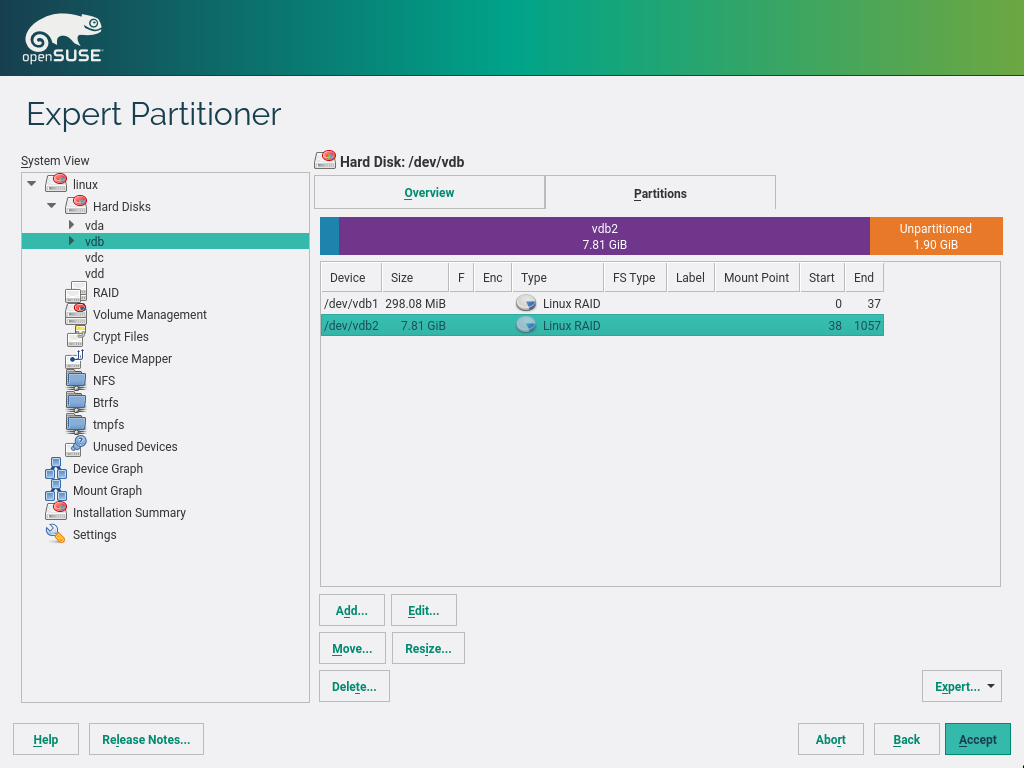 openSUSE
Expert Partitioner
System View
linux
Hard Disks
vda
vdb
vdc
vdd
RAID
Volume Management
Crypt Files
Device Mapper
NFS
Btrfs
tmpfs
Unused Devices
Device Graph
Mount Graph
Installation Summary
Settings
Hard Disk: /dev/vdb
Overview Partitions
vdb2 Unpartitioned
7.81 GiB 1.90 GiB
Device Size F Enc Type FS Type Label Mount Point Start End
/dev/vdb1 298.08 MiB Linux RAID 0 37
/dev/vdb2 7.81 GiB Linux RAID 38 1057
Add... Edit...
Move... Resize...
Delete... Expert...
Help Release Notes... Abort Back Accept